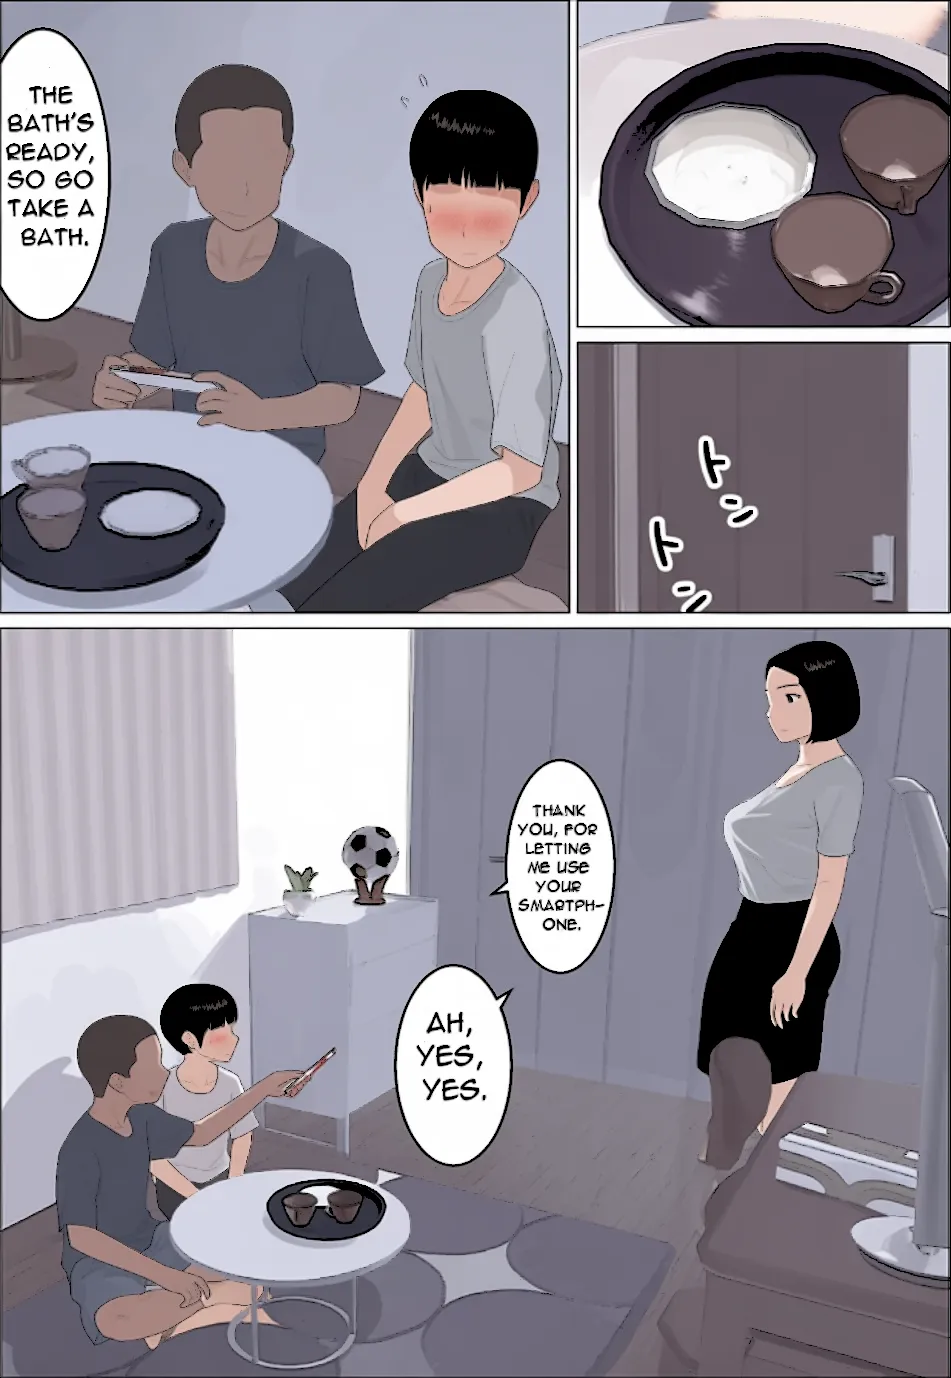 THE
BATH'S
READY,
SO GO
TAKE A
BATH.
トン
トン
THANK
YOU, FOR
LETTING
ME USE
YOUR
SMARTPH-
ONE.
AH,
YES,
YES.